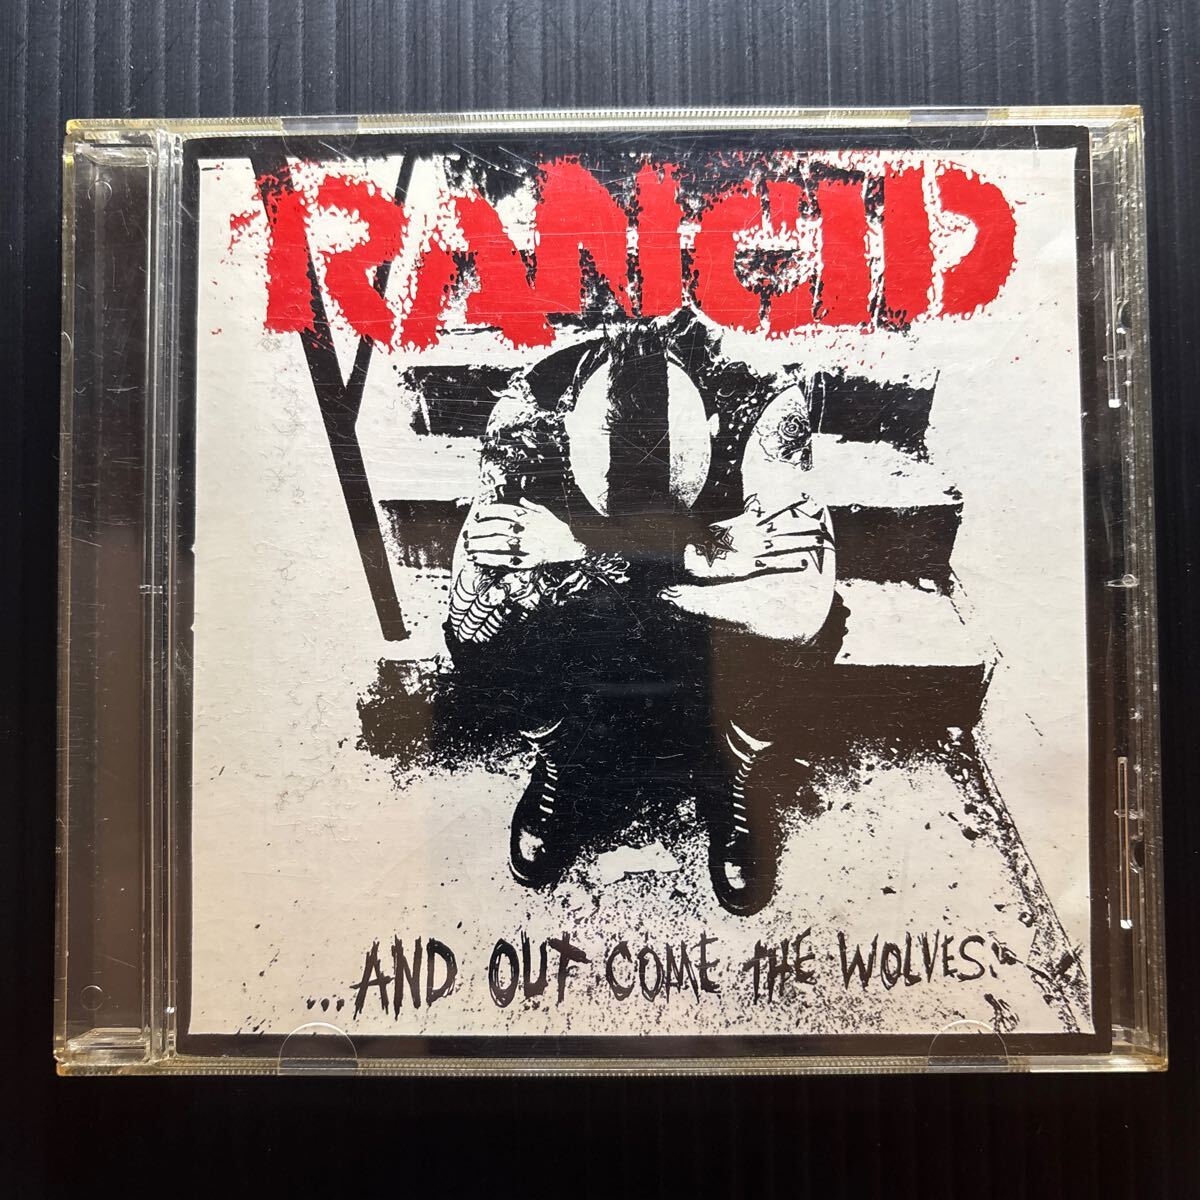 RANCID
...AND OUT COME THE WOLVES